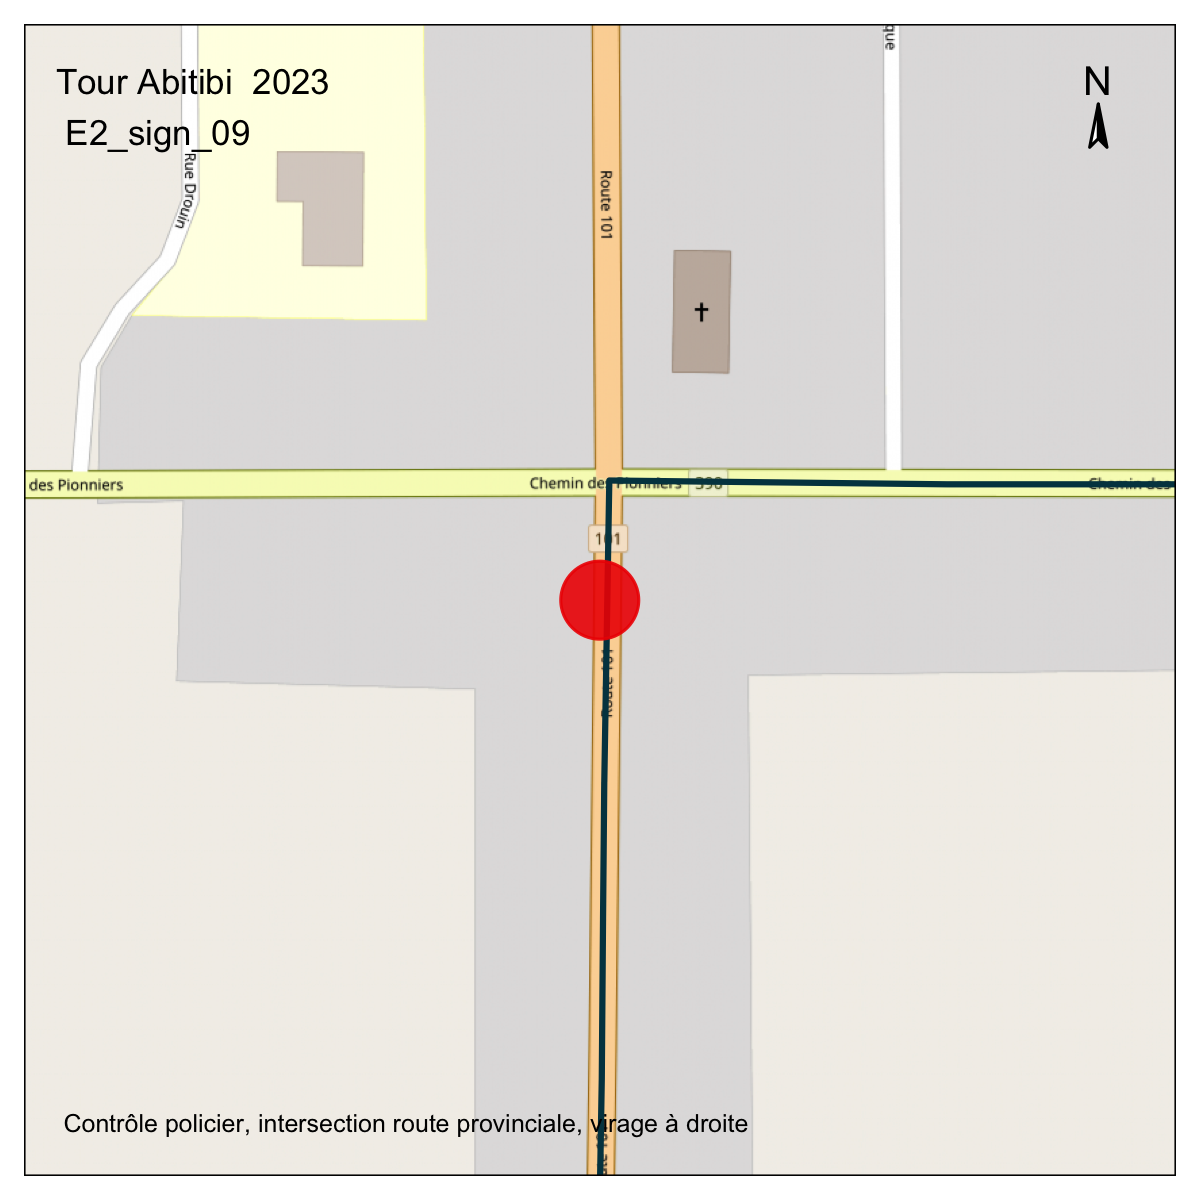 Tour Abitibi 2023
E2_sign_09
N
que
Rue Drouin
Route 101
des Pionniers
Chemin des Pionniers
390
Chemin des
101
Route 101
Contrôle policier, intersection route provinciale, virage à droite